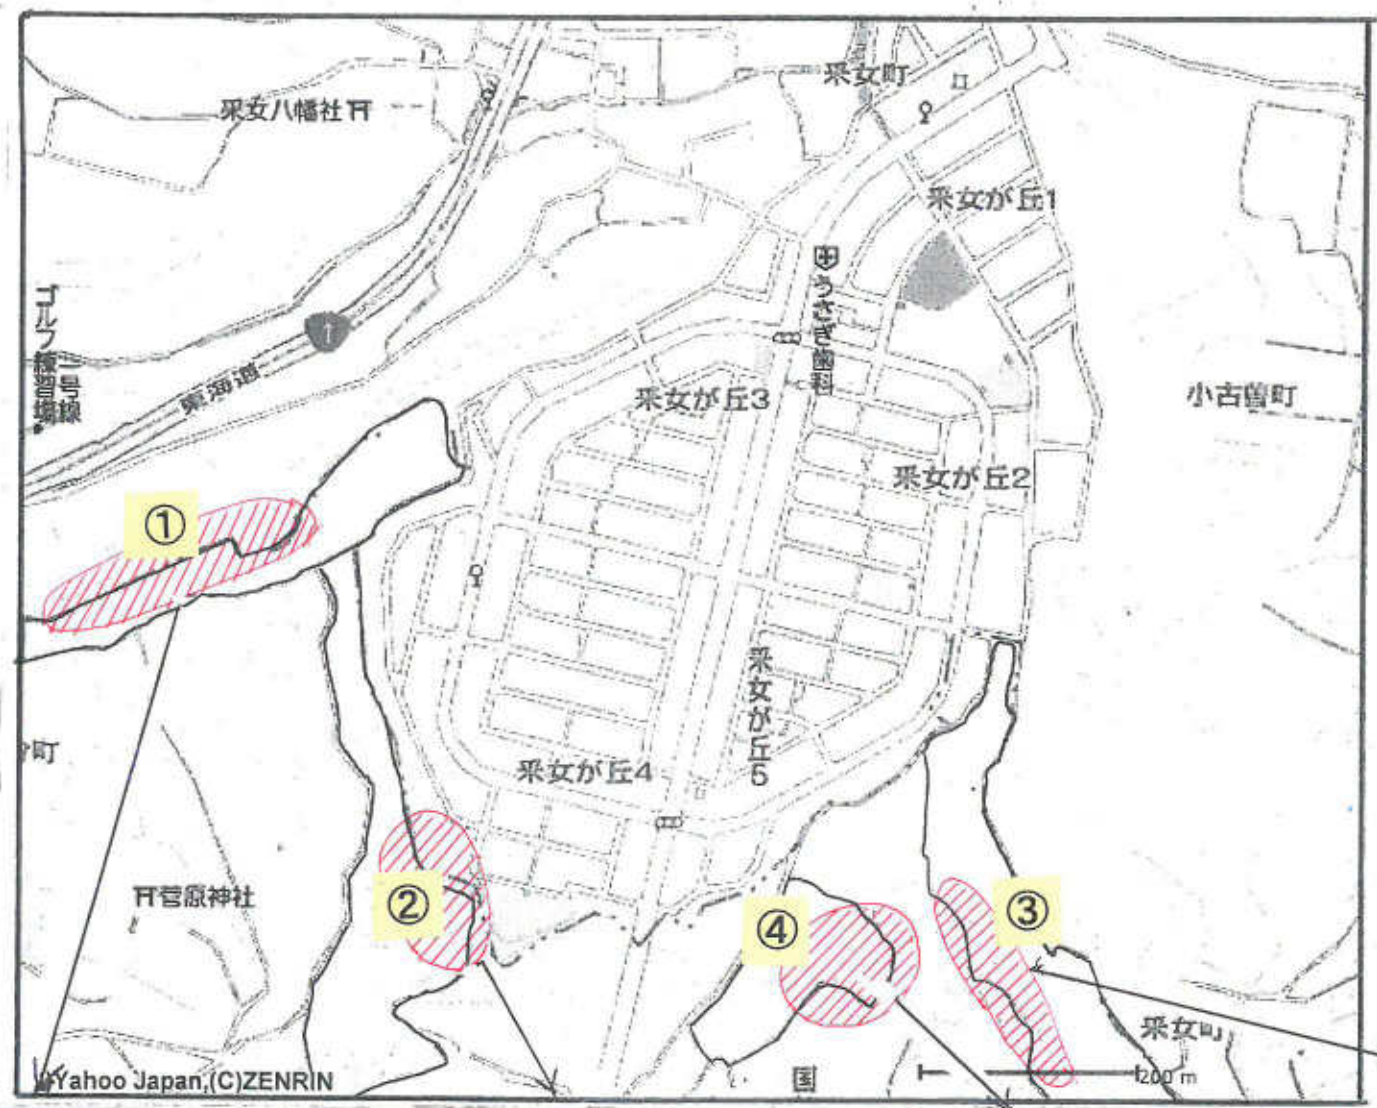 采女町
采女八幡社
采女が丘1
うさぎ歯科
ゴルフ練習場
二号線
1
東海道
采女が丘3
小古曽町
采女が丘2
①
采女が丘5
町
采女が丘4
菅原神社
②
④
③
采女町
Yahoo Japan,(C)ZENRIN
国
200 m